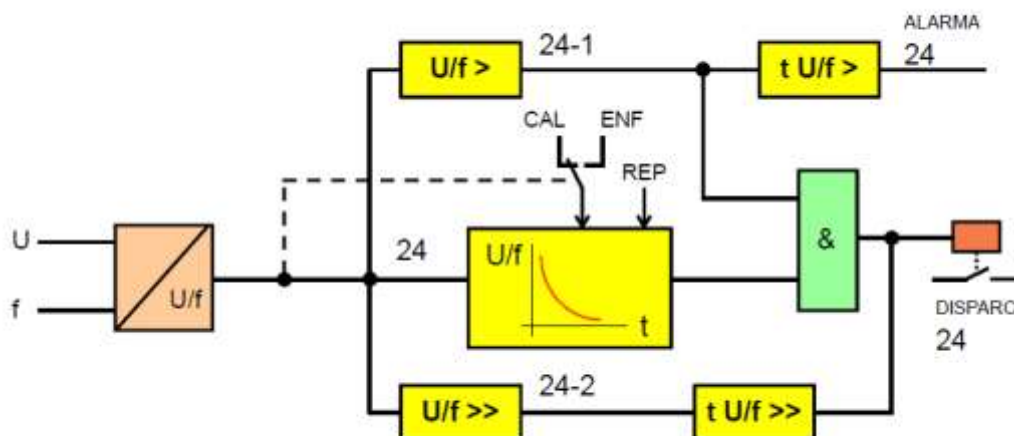 ALARMA
24
24-1
U/f >
t U/f >
CAL
ENF
REP
U
24
U/f
t
&
U/f
f
DISPARO
24
24-2
U/f >>
t U/f >>